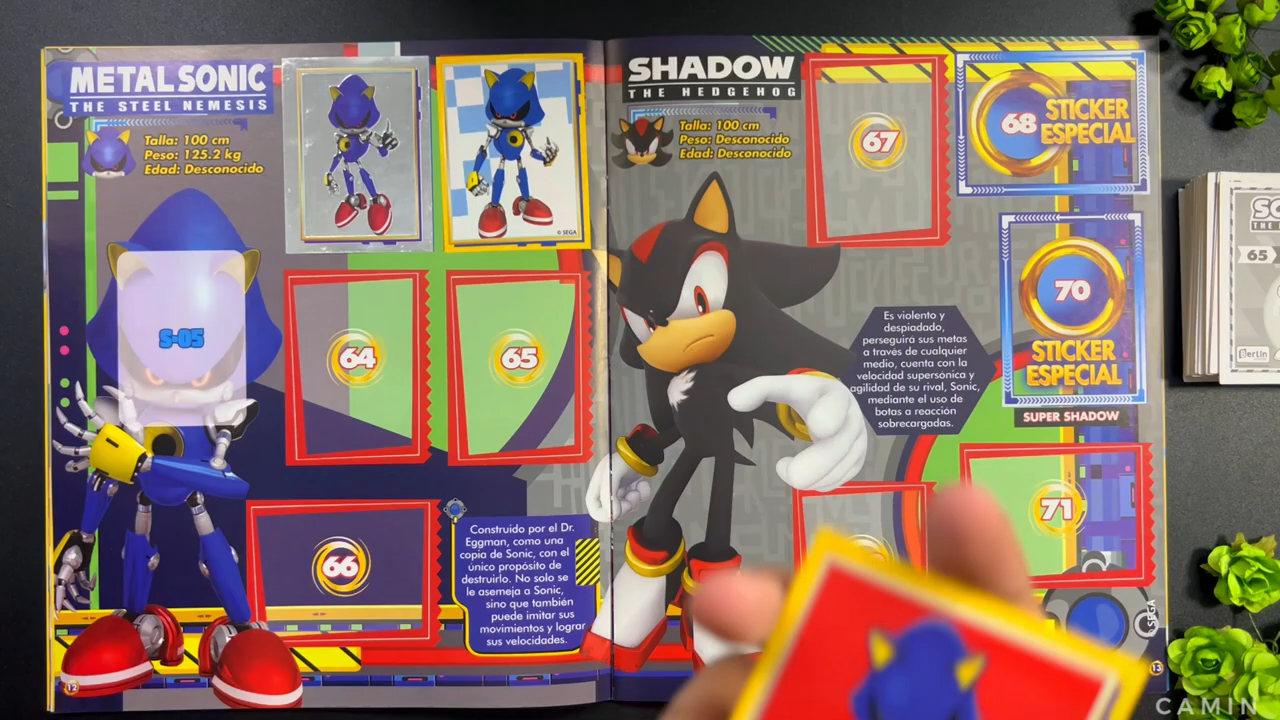 METAL SONIC
THE STEEL NEMESIS
Talla: 100 cm
Peso: 125.2 kg
Edad: Desconocido
© SEGA
S-05
64
65
66
Construido por el Dr.
Eggman, como una
copia de Sonic, con el
único propósito de
destruirlo. No solo se
le asemeja a Sonic,
sino que también
puede imitar sus
movimientos y lograr
sus velocidades.
12
SHADOW
THE HEDGEHOG
Talla: 100 cm
Peso: Desconocido
Edad: Desconocido
67
68
STICKER
ESPECIAL
70
STICKER
ESPECIAL
SUPER SHADOW
Es violento y
despiadado,
perseguirá sus metas
a través de cualquier
medio, cuenta con la
velocidad supersónica y
agilidad de su rival, Sonic,
mediante el uso de
botas a reacción
sobrecargadas.
71
SEGA
13
65
Berlin
CAMIN